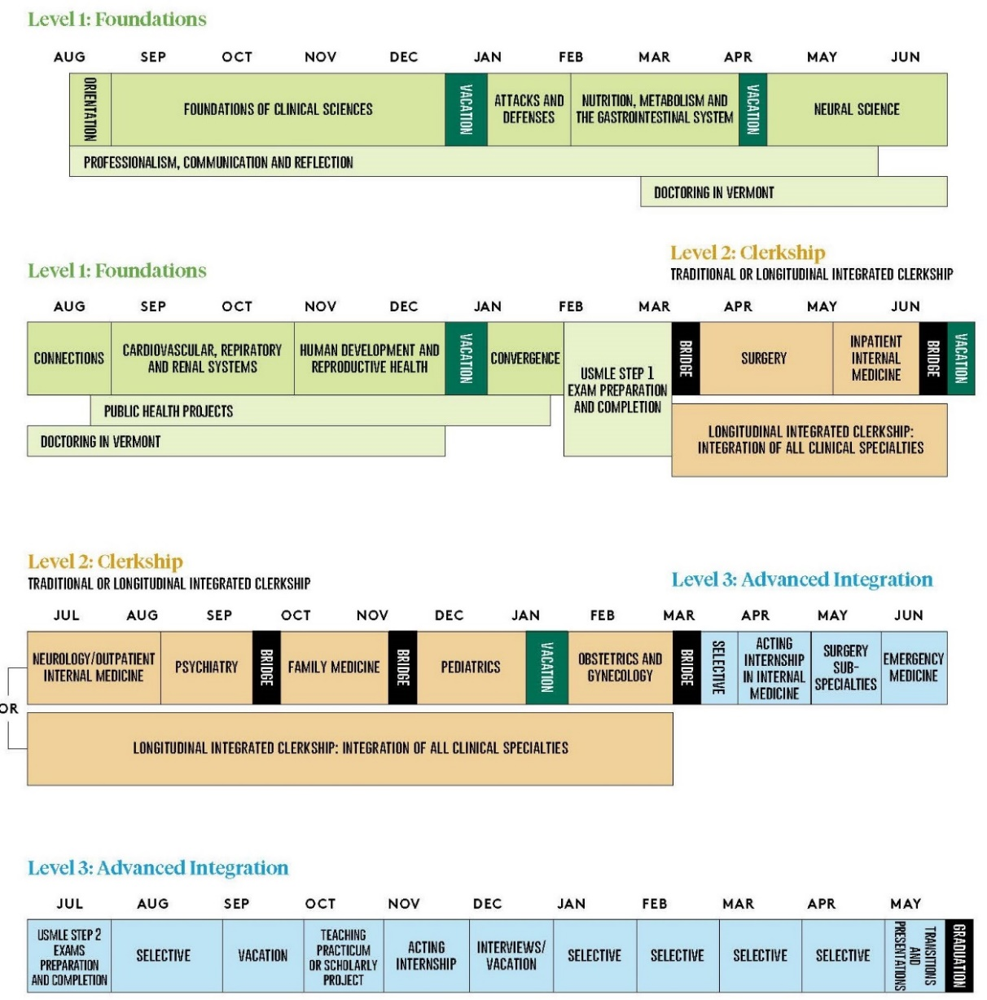 Level 1: Foundations
AUG SEP OCT NOV DEC JAN FEB MAR APR MAY JUN
ORIENTATION
FOUNDATIONS OF CLINICAL SCIENCES
VACATION
ATTACKS AND
DEFENSES
NUTRITION, METABOLISM AND
THE GASTROINTESTINAL SYSTEM
VACATION
NEURAL SCIENCE
PROFESSIONALISM, COMMUNICATION AND REFLECTION
DOCTORING IN VERMONT
Level 1: Foundations
Level 2: Clerkship
TRADITIONAL OR LONGITUDINAL INTEGRATED CLERKSHIP
AUG SEP OCT NOV DEC JAN FEB MAR APR MAY JUN
CONNECTIONS
CARDIOVASCULAR, REPIRATORY
AND RENAL SYSTEMS
HUMAN DEVELOPMENT AND
REPRODUCTIVE HEALTH
VACATION
CONVERGENCE
USMLE STEP 1
EXAM PREPARATION
AND COMPLETION
BRIDGE
SURGERY
INPATIENT
INTERNAL
MEDICINE
BRIDGE
VACATION
PUBLIC HEALTH PROJECTS
DOCTORING IN VERMONT
LONGITUDINAL INTEGRATED CLERKSHIP:
INTEGRATION OF ALL CLINICAL SPECIALTIES
Level 2: Clerkship
TRADITIONAL OR LONGITUDINAL INTEGRATED CLERKSHIP
Level 3: Advanced Integration
JUL AUG SEP OCT NOV DEC JAN FEB MAR APR MAY JUN
NEUROLOGY/OUTPATIENT
INTERNAL MEDICINE
PSYCHIATRY
BRIDGE
FAMILY MEDICINE
BRIDGE
PEDIATRICS
VACATION
OBSTETRICS AND
GYNECOLOGY
BRIDGE
SELECTIVE
ACTING
INTERNSHIP
IN INTERNAL
MEDICINE
SURGERY
SUB-
SPECIALTIES
EMERGENCY
MEDICINE
OR
LONGITUDINAL INTEGRATED CLERKSHIP: INTEGRATION OF ALL CLINICAL SPECIALTIES
Level 3: Advanced Integration
JUL AUG SEP OCT NOV DEC JAN FEB MAR APR MAY
USMLE STEP 2
EXAMS
PREPARATION
AND COMPLETION
SELECTIVE
VACATION
TEACHING
PRACTICUM
OR SCHOLARLY
PROJECT
ACTING
INTERNSHIP
INTERVIEWS/
VACATION
SELECTIVE
SELECTIVE
SELECTIVE
SELECTIVE
TRANSITIONS
AND
PRESENTATIONS
GRADUATION